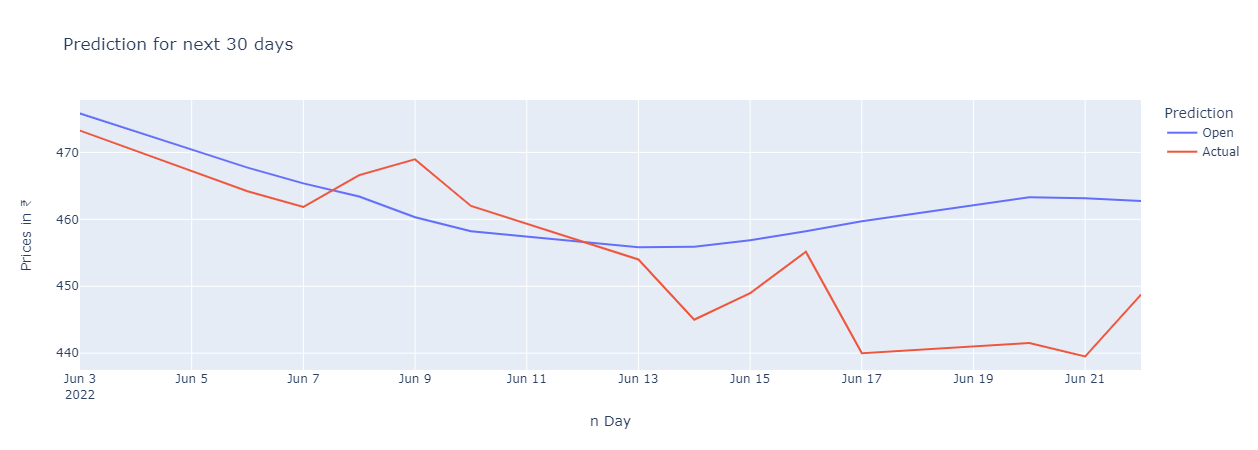 Prediction for next 30 days
Prediction
Open
Actual
Prices in ₹
470
460
450
440
Jun 3
2022
Jun 5
Jun 7
Jun 9
Jun 11
Jun 13
Jun 15
Jun 17
Jun 19
Jun 21
n Day